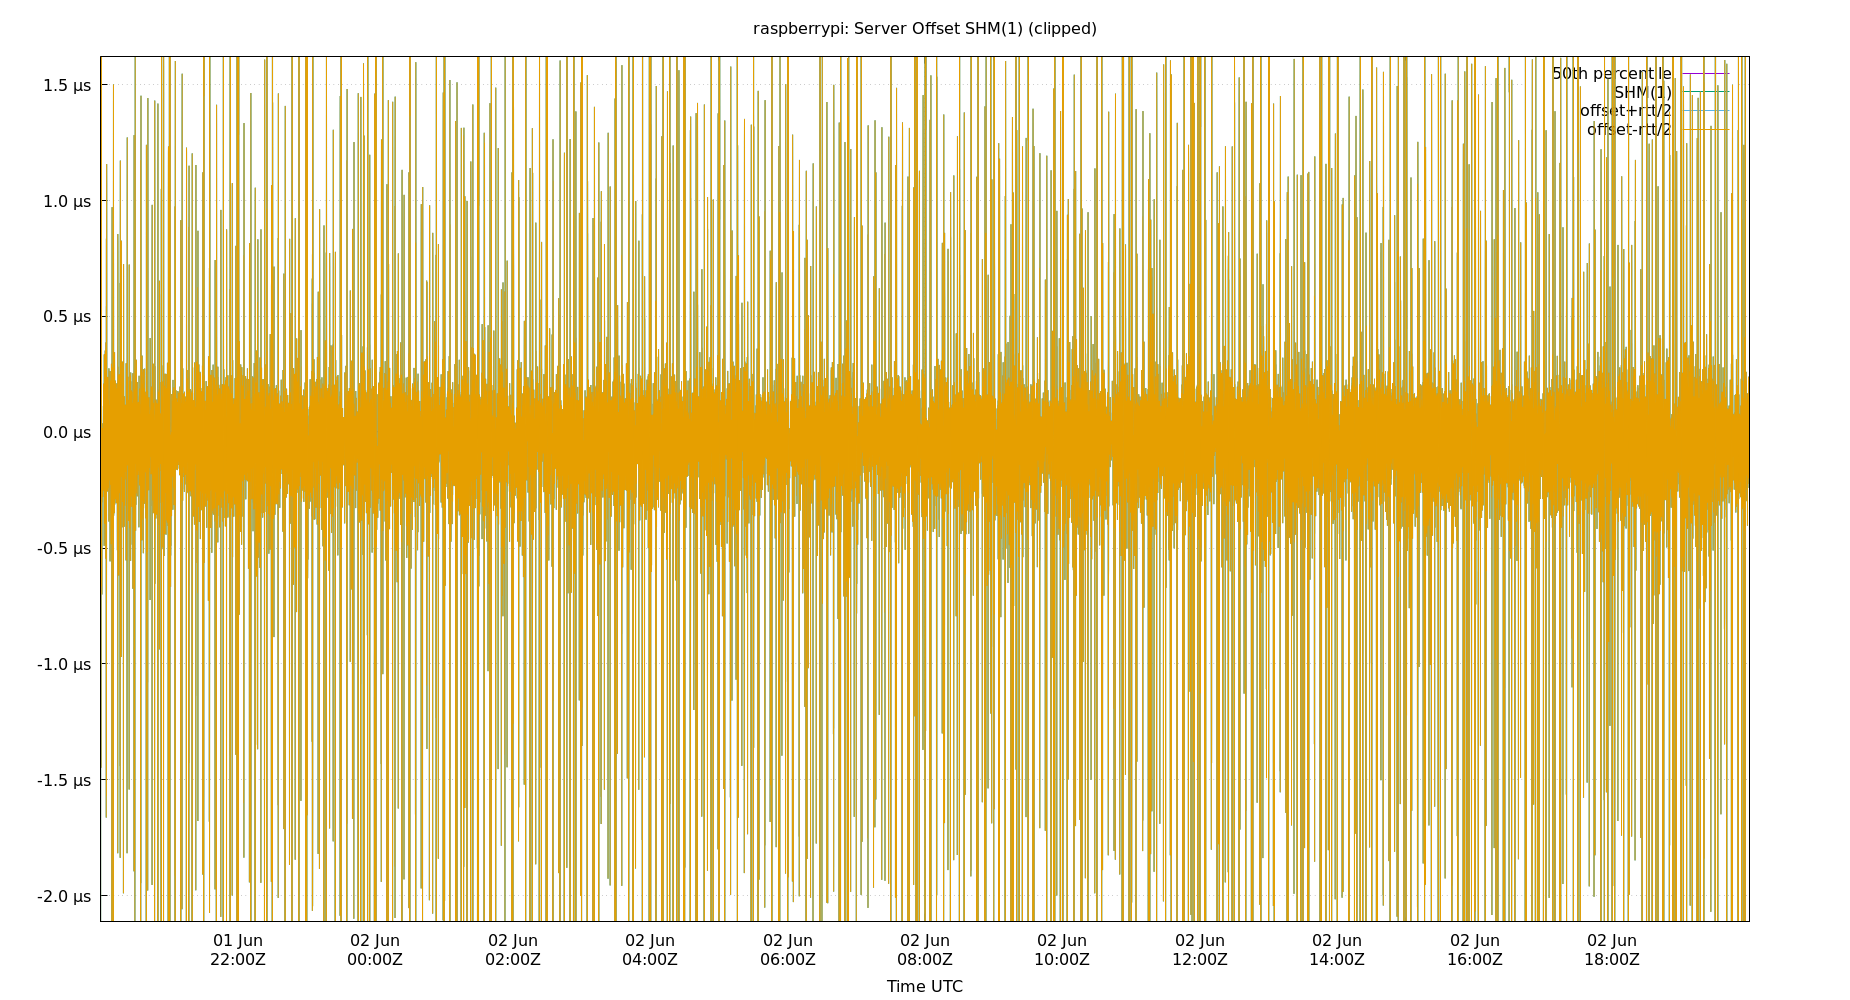 raspberrypi: Server Offset SHM(1) (clipped)
1.5 µs
1.0 µs
0.5 µs
0.0 µs
-0.5 µs
-1.0 µs
-1.5 µs
-2.0 µs
50th percentile
SHM(1)
offset+rtt/2
offset-rtt/2
01 Jun 02 Jun 02 Jun 02 Jun 02 Jun 02 Jun 02 Jun 02 Jun 02 Jun 02 Jun 02 Jun
22:00Z 00:00Z 02:00Z 04:00Z 06:00Z 08:00Z 10:00Z 12:00Z 14:00Z 16:00Z 18:00Z
Time UTC